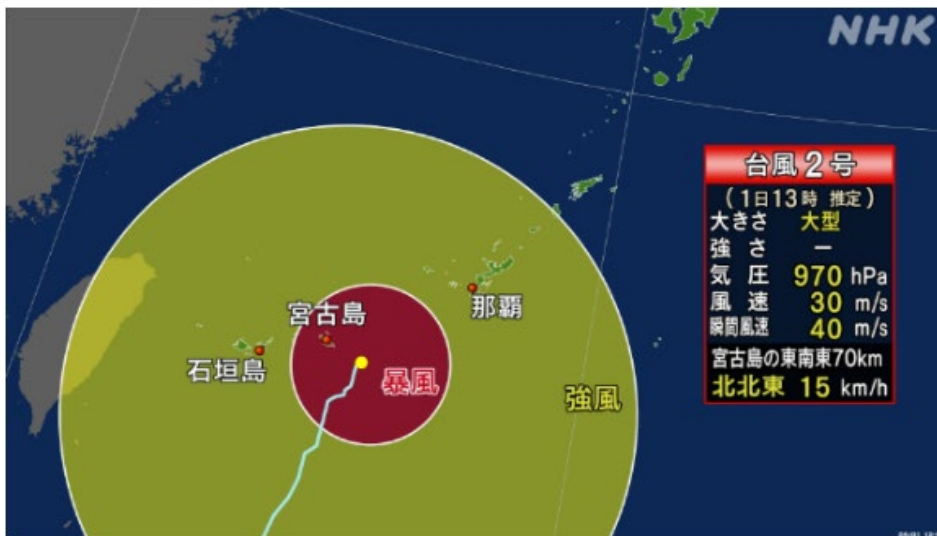 NHK
台風2号
(1日13時 推定)
大きさ 大型
強さ ー
気圧 970 hPa
風速 30 m/s
瞬間風速 40 m/s
宮古島の東南東70km
北北東 15 km/h
那覇
宮古島
石垣島
暴風
強風